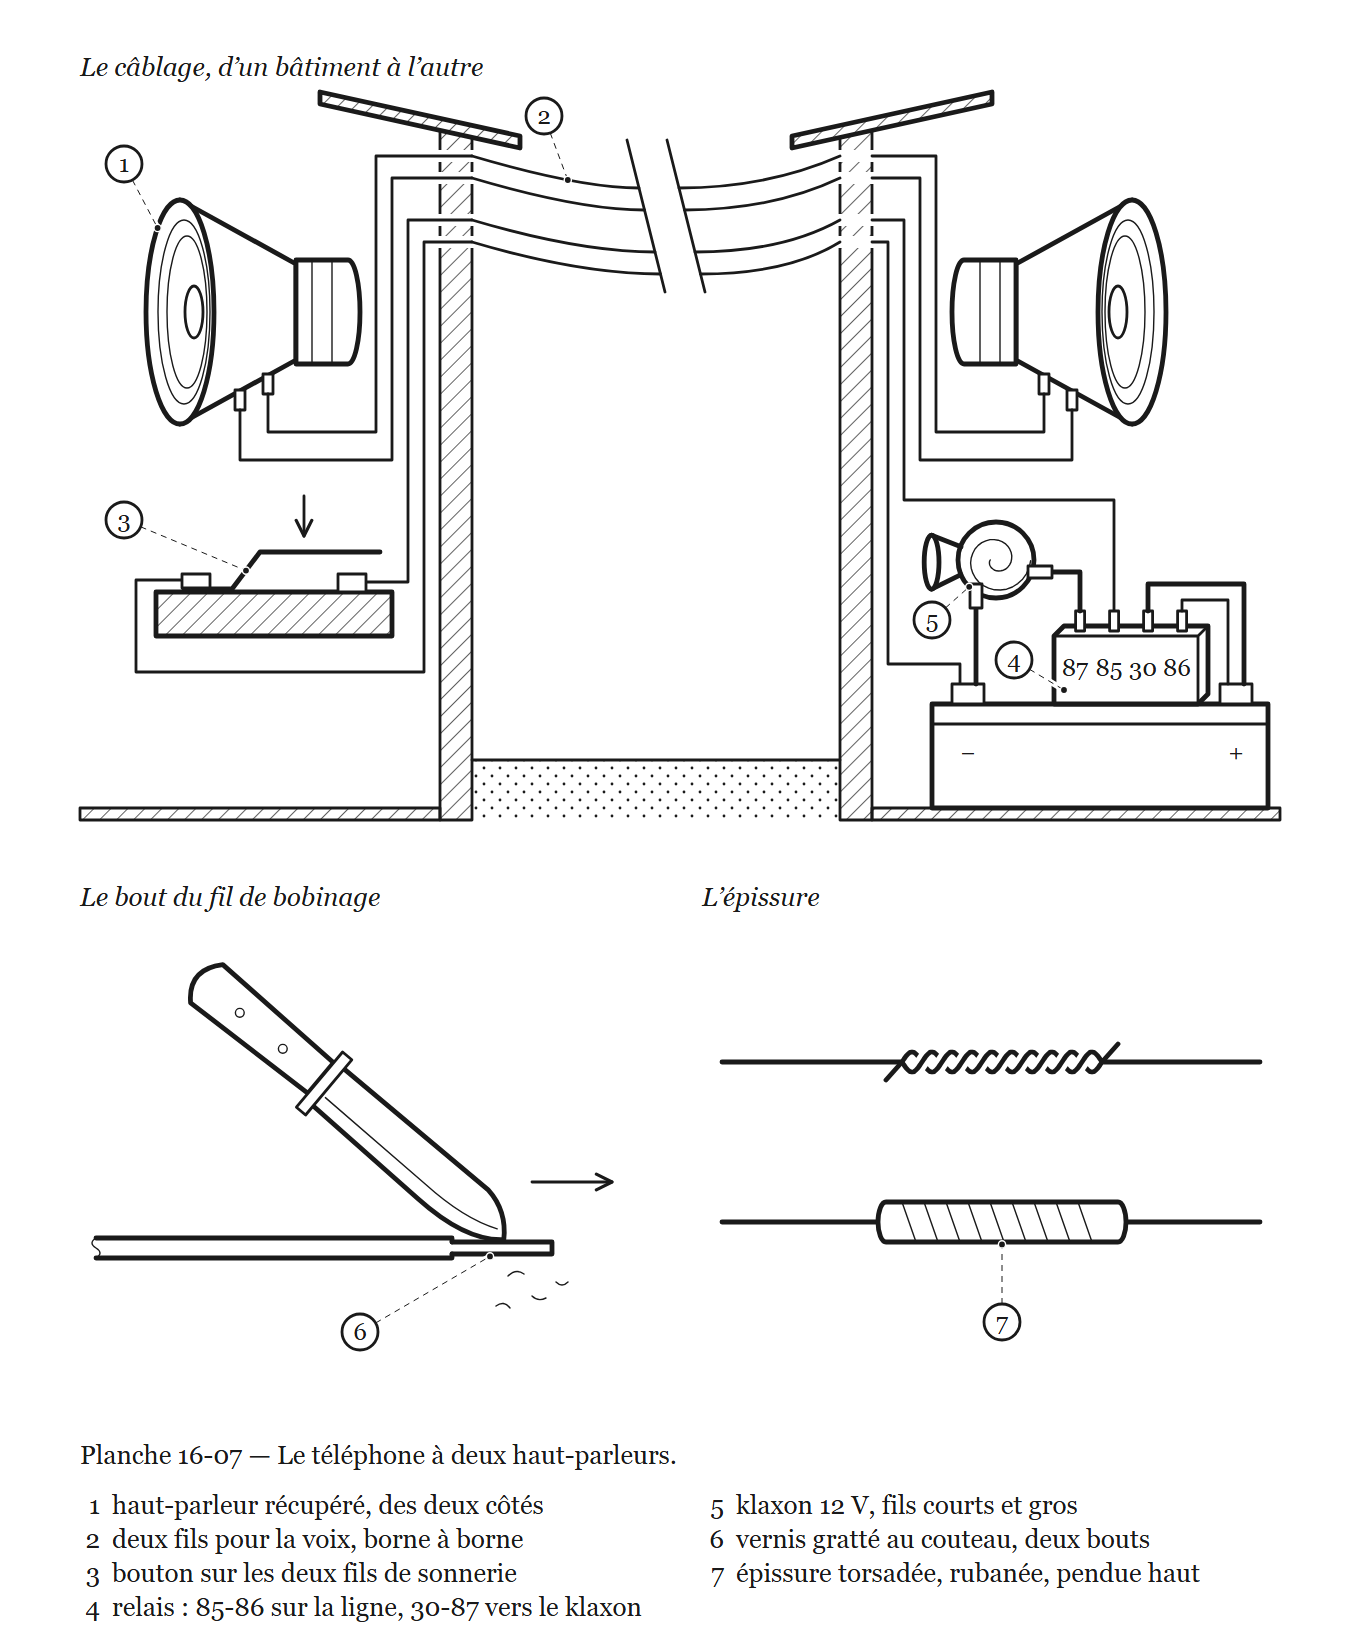 Le câblage, d’un bâtiment à l’autre
1
2
3
5
4
87 85 30 86
− +
Le bout du fil de bobinage
L’épissure
6
7
Planche 16-07 — Le téléphone à deux haut-parleurs.
1 haut-parleur récupéré, des deux côtés
2 deux fils pour la voix, borne à borne
3 bouton sur les deux fils de sonnerie
4 relais : 85-86 sur la ligne, 30-87 vers le klaxon
5 klaxon 12 V, fils courts et gros
6 vernis gratté au couteau, deux bouts
7 épissure torsadée, rubanée, pendue haut